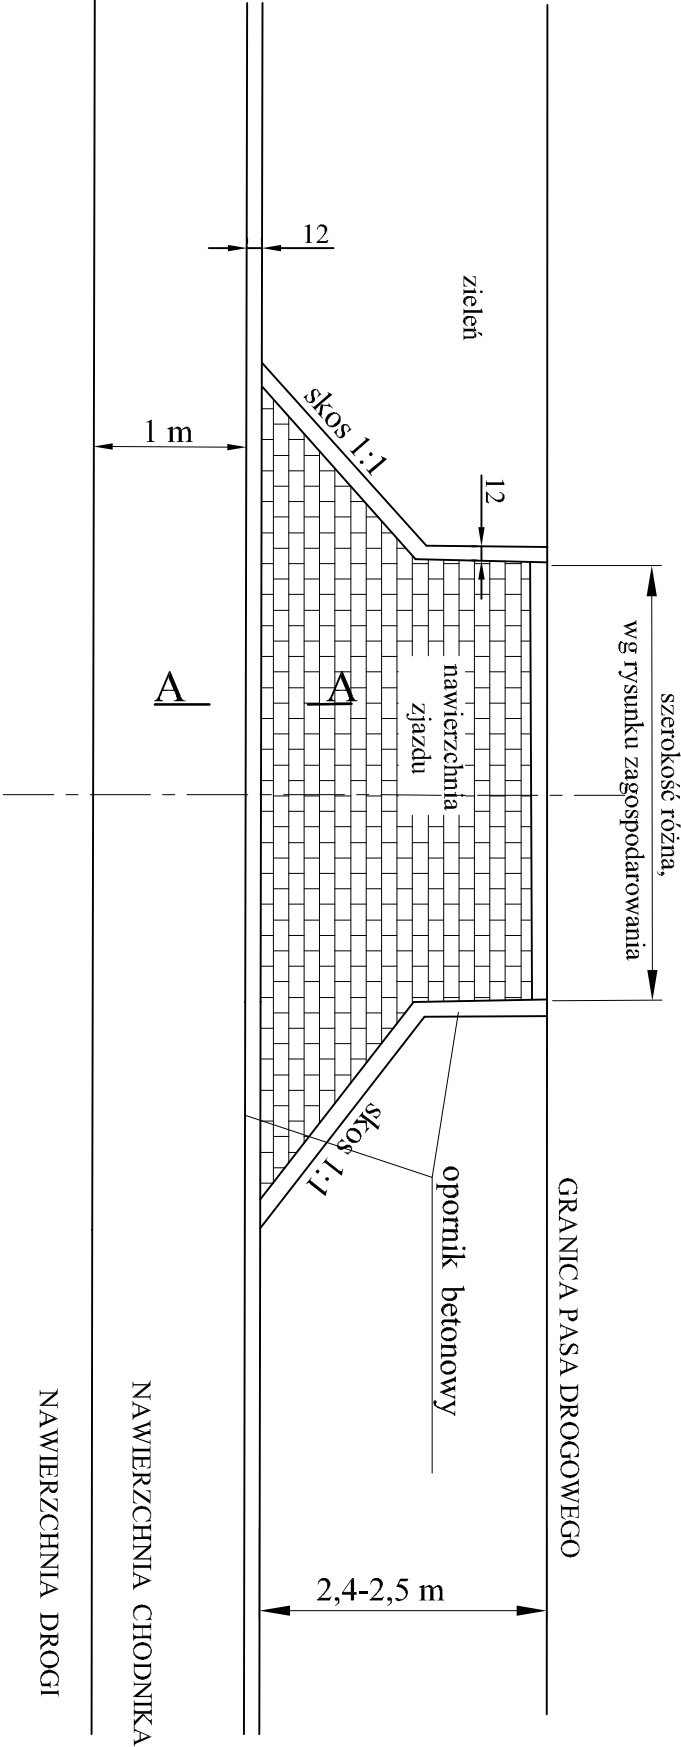 12
zieleń
skos 1:1
1 m
12
szerokość różna,
wg rysunku zagospodarowania
A
A
nawierzchnia
zjazdu
skos 1:1
opornik betonowy
GRANICA PASA DROGOWEGO
NAWIERZCHNIA CHODNIKA
NAWIERZCHNIA DROGI
2,4-2,5 m